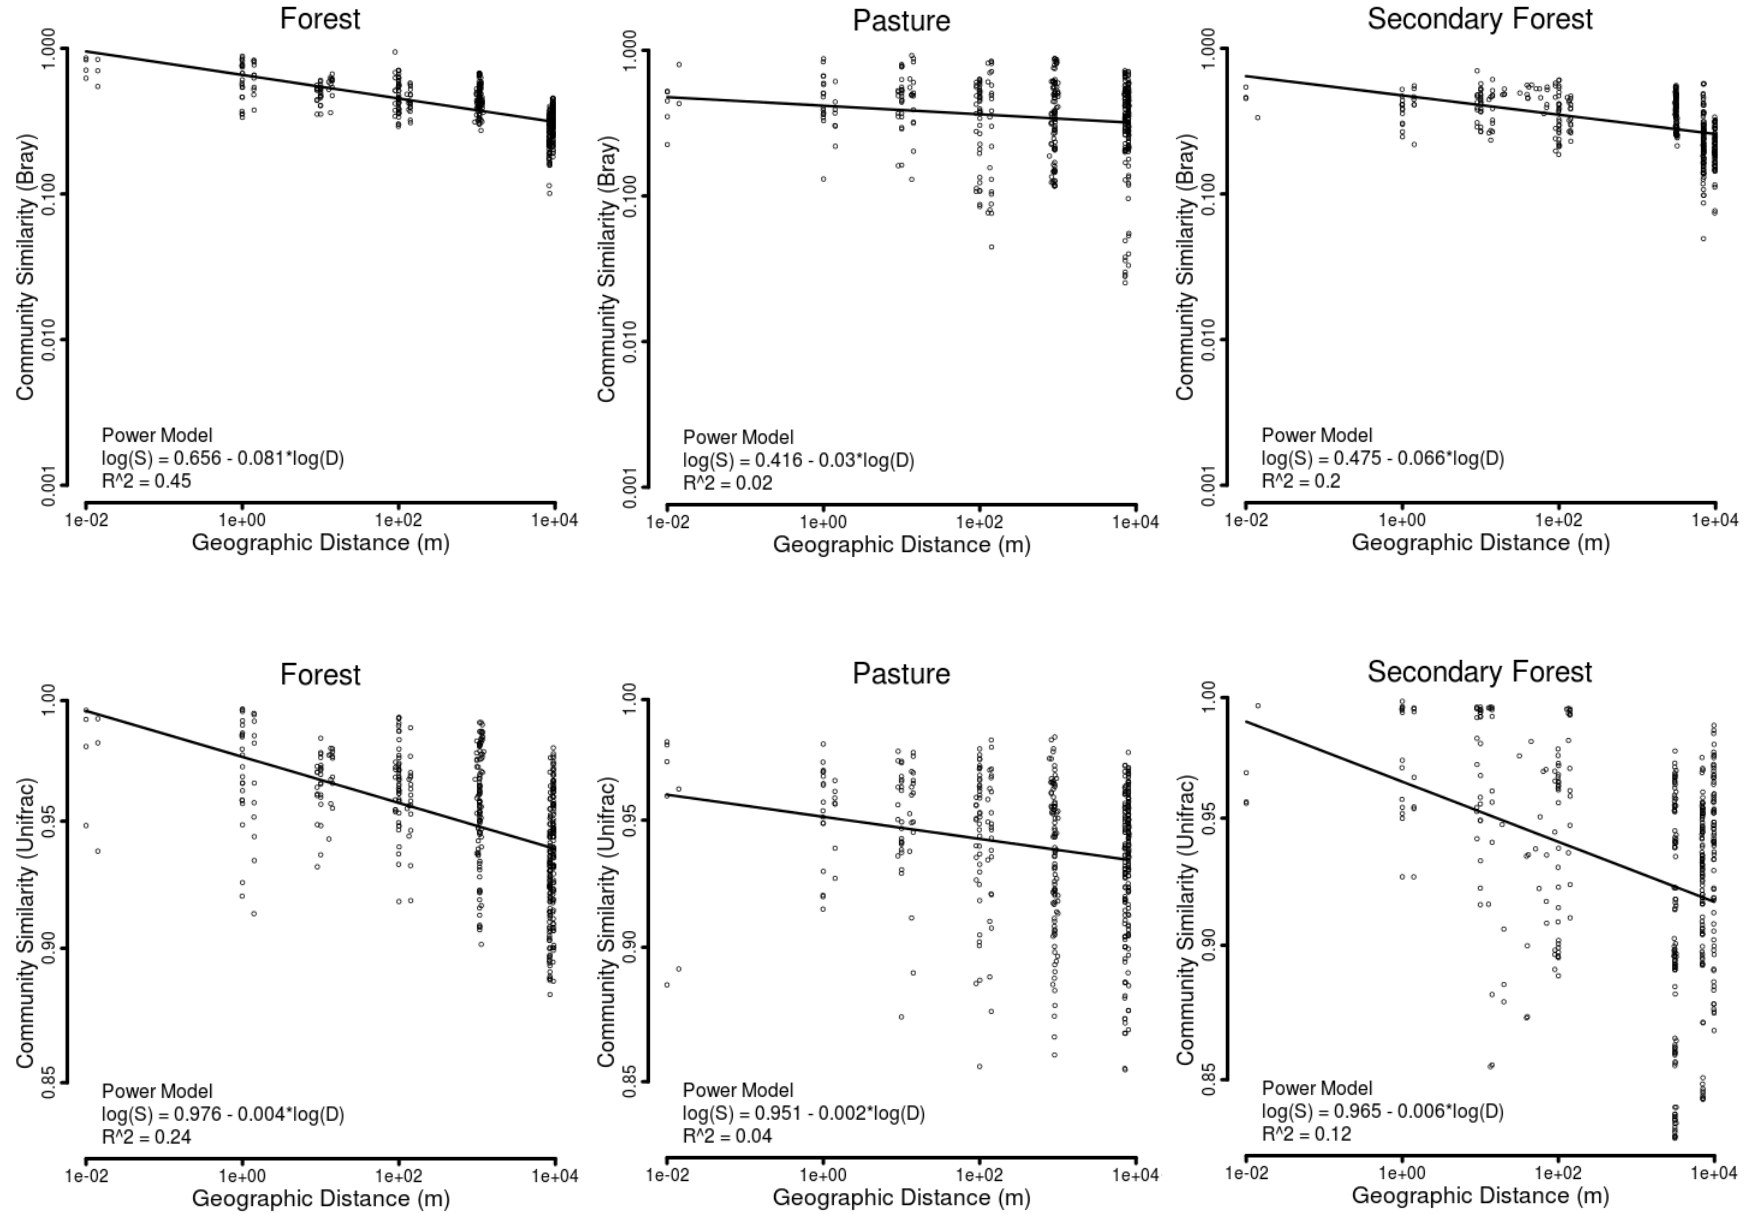 Forest
Community Similarity (Bray)
1.000
0.100
0.010
0.001
Power Model
log(S) = 0.656 - 0.081*log(D)
R^2 = 0.45
1e-02 1e+00 1e+02 1e+04
Geographic Distance (m)
Pasture
Community Similarity (Bray)
1.000
0.100
0.010
0.001
Power Model
log(S) = 0.416 - 0.03*log(D)
R^2 = 0.02
1e-02 1e+00 1e+02 1e+04
Geographic Distance (m)
Secondary Forest
Community Similarity (Bray)
1.000
0.100
0.010
0.001
Power Model
log(S) = 0.475 - 0.066*log(D)
R^2 = 0.2
1e-02 1e+00 1e+02 1e+04
Geographic Distance (m)
Forest
Community Similarity (Unifrac)
1.00
0.95
0.90
0.85
Power Model
log(S) = 0.976 - 0.004*log(D)
R^2 = 0.24
1e-02 1e+00 1e+02 1e+04
Geographic Distance (m)
Pasture
Community Similarity (Unifrac)
1.00
0.95
0.90
0.85
Power Model
log(S) = 0.951 - 0.002*log(D)
R^2 = 0.04
1e-02 1e+00 1e+02 1e+04
Geographic Distance (m)
Secondary Forest
Community Similarity (Unifrac)
1.00
0.95
0.90
0.85
Power Model
log(S) = 0.965 - 0.006*log(D)
R^2 = 0.12
1e-02 1e+00 1e+02 1e+04
Geographic Distance (m)